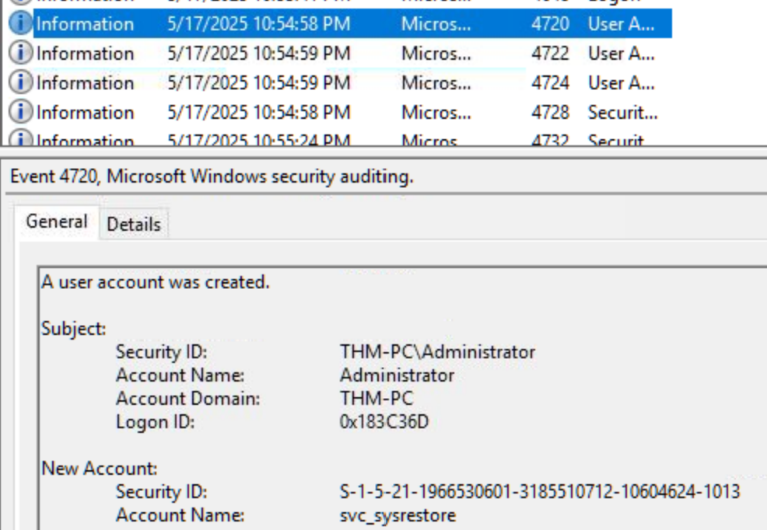 Information 5/17/2025 10:54:58 PM Micros... 4720 User A...
Information 5/17/2025 10:54:59 PM Micros... 4722 User A...
Information 5/17/2025 10:54:59 PM Micros... 4724 User A...
Information 5/17/2025 10:54:58 PM Micros... 4728 Securit...
Information 5/17/2025 10:55:24 PM Micros 4732 Securit
Event 4720, Microsoft Windows security auditing.
General Details
A user account was created.
Subject:
Security ID: THM-PC\Administrator
Account Name: Administrator
Account Domain: THM-PC
Logon ID: 0x183C36D
New Account:
Security ID: S-1-5-21-1966530601-3185510712-10604624-1013
Account Name: svc_sysrestore